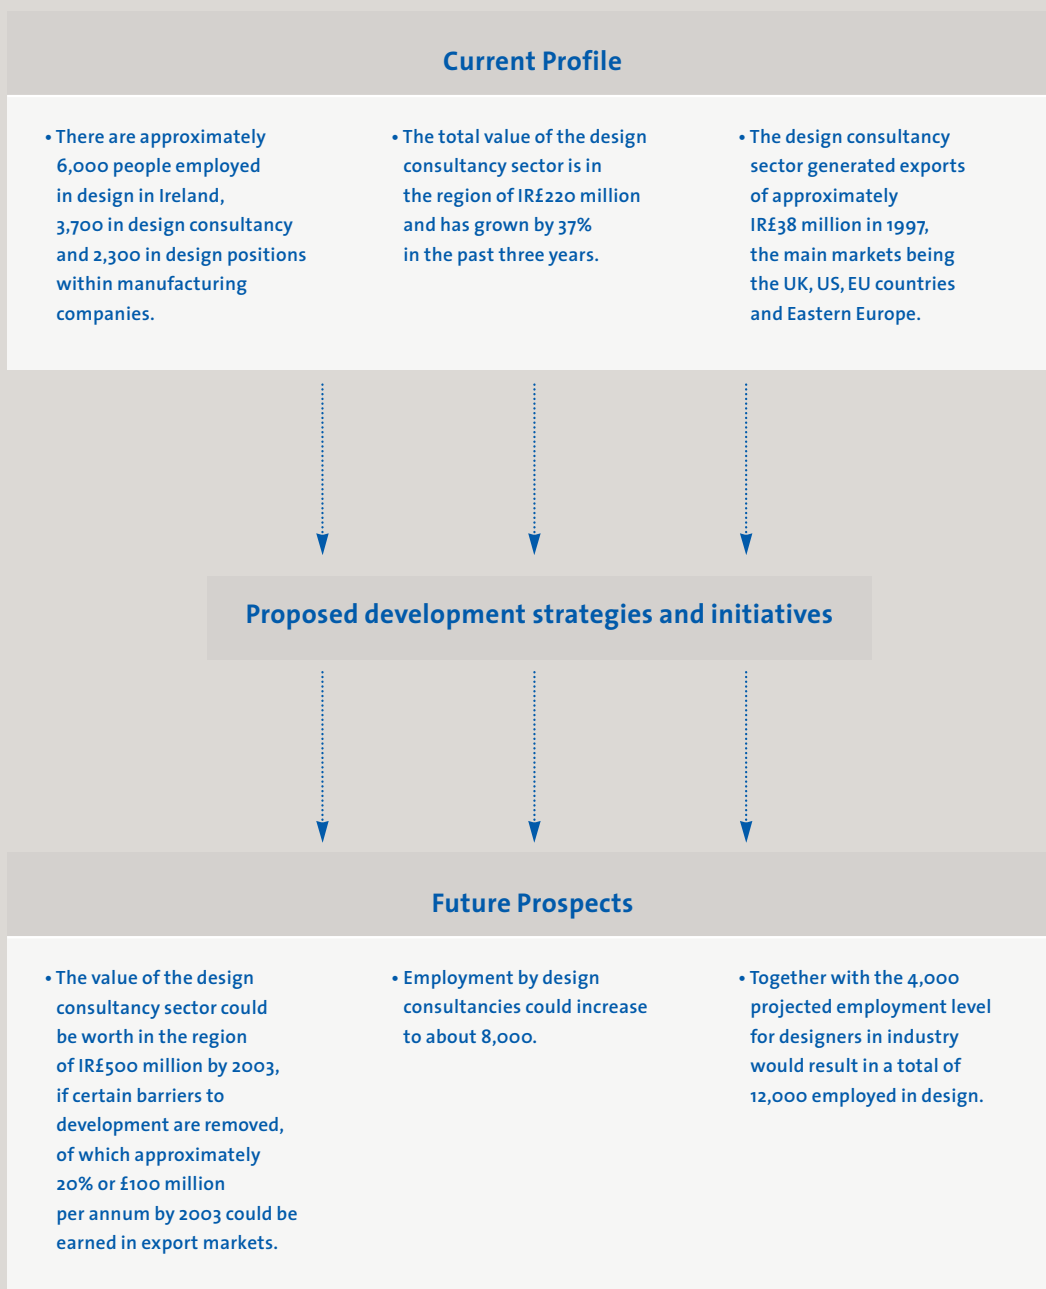 Current Profile
• There are approximately
6,000 people employed
in design in Ireland,
3,700 in design consultancy
and 2,300 in design positions
within manufacturing
companies.
• The total value of the design
consultancy sector is in
the region of IR£220 million
and has grown by 37%
in the past three years.
• The design consultancy
sector generated exports
of approximately
IR£38 million in 1997,
the main markets being
the UK, US, EU countries
and Eastern Europe.
Proposed development strategies and initiatives
Future Prospects
• The value of the design
consultancy sector could
be worth in the region
of IR£500 million by 2003,
if certain barriers to
development are removed,
of which approximately
20% or £100 million
per annum by 2003 could be
earned in export markets.
• Employment by design
consultancies could increase
to about 8,000.
• Together with the 4,000
projected employment level
for designers in industry
would result in a total of
12,000 employed in design.